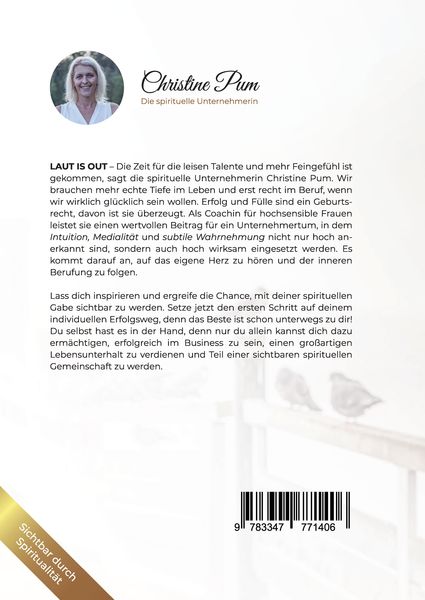 Christine Pum
Die spirituelle Unternehmerin
LAUT IS OUT – Die Zeit für die leisen Talente und mehr Feingefühl ist
gekommen, sagt die spirituelle Unternehmerin Christine Pum. Wir
brauchen mehr echte Tiefe im Leben und erst recht im Beruf, wenn
wir wirklich glücklich sein wollen. Erfolg und Fülle sind ein Geburts-
recht, davon ist sie überzeugt. Als Coachin für hochsensible Frauen
leistet sie einen wertvollen Beitrag für ein Unternehmertum, in dem
Intuition, Medialität und subtile Wahrnehmung nicht nur hoch an-
erkannt sind, sondern auch hoch wirksam eingesetzt werden. Es
kommt darauf an, auf das eigene Herz zu hören und der inneren
Berufung zu folgen.
Lass dich inspirieren und ergreife die Chance, mit deiner spirituellen
Gabe sichtbar zu werden. Setze jetzt den ersten Schritt auf deinem
individuellen Erfolgsweg, denn das Beste ist schon unterwegs zu dir!
Du selbst hast es in der Hand, denn nur du allein kannst dich dazu
ermächtigen, erfolgreich im Business zu sein, einen großartigen
Lebensunterhalt zu verdienen und Teil einer sichtbaren spirituellen
Gemeinschaft zu werden.
9 783347 771406
Sichtbar durch
Spiritualität